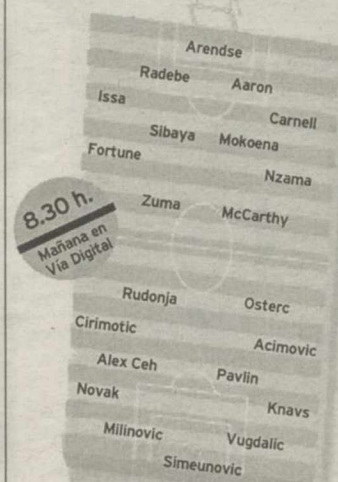 Arendse
Radebe Aaron
Issa Carnell
Sibaya Mokoena
Fortune Nzama
Zuma McCarthy
8.30 h.
Mañana en
Vía Digital
Rudonja Osterc
Cirimotic Acimovic
Alex Ceh Pavlin
Novak Knavs
Milinovic Vugdalic
Simeunovic